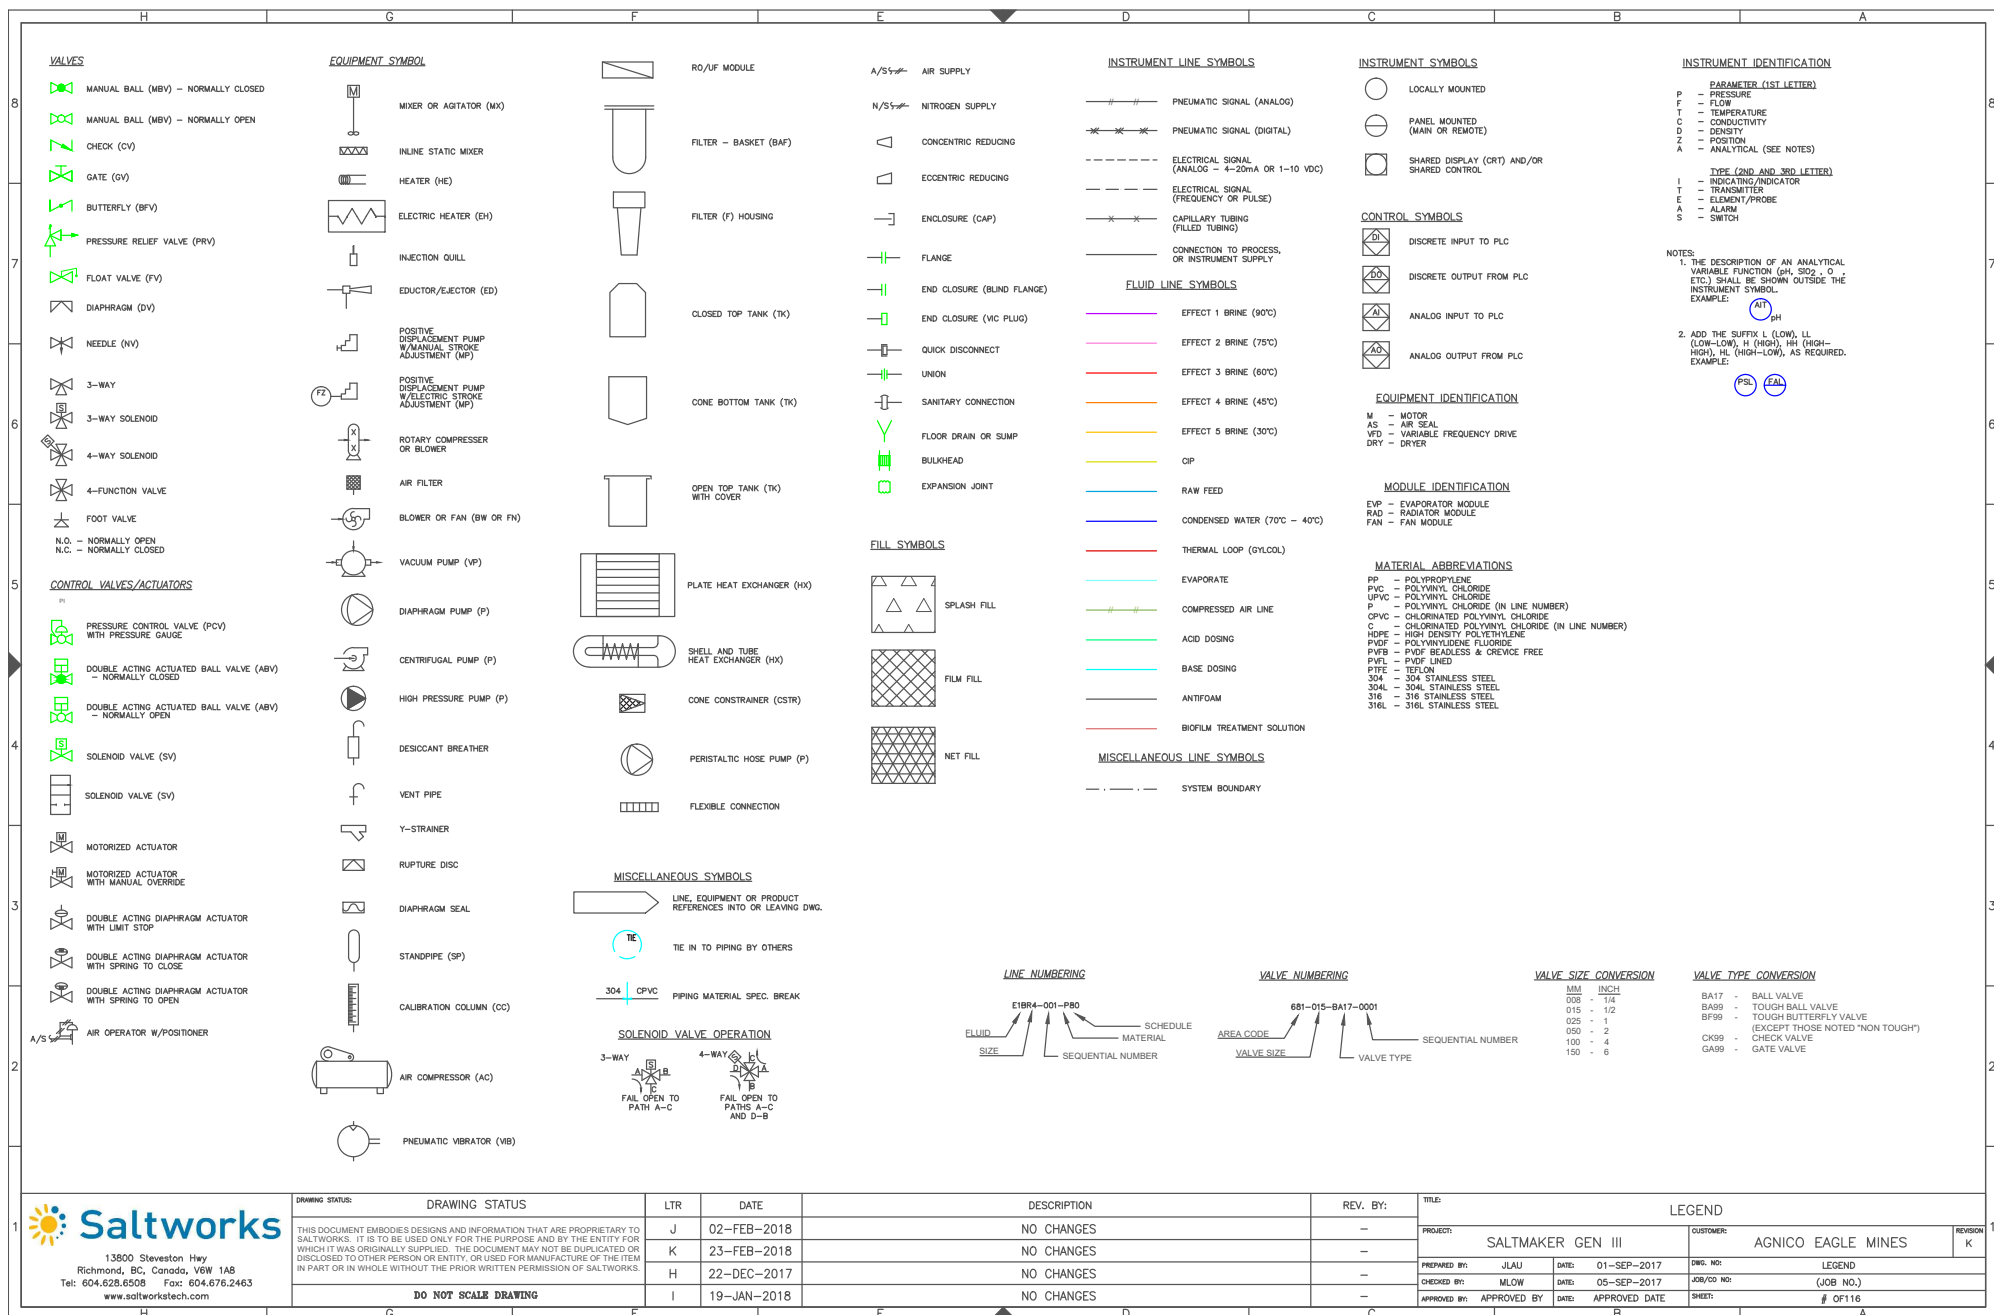 H G F E D C B A
8 7 6 5 4 3 2 1
VALVES
MANUAL BALL (MBV) – NORMALLY CLOSED
MANUAL BALL (MBV) – NORMALLY OPEN
CHECK (CV)
GATE (GV)
BUTTERFLY (BFV)
PRESSURE RELIEF VALVE (PRV)
FLOAT VALVE (FV)
DIAPHRAGM (DV)
NEEDLE (NV)
3–WAY
S
3–WAY SOLENOID
S
4–WAY SOLENOID
4–FUNCTION VALVE
FOOT VALVE
N.O. – NORMALLY OPEN
N.C. – NORMALLY CLOSED
CONTROL VALVES/ACTUATORS
PI
PRESSURE CONTROL VALVE (PCV)
WITH PRESSURE GAUGE
DOUBLE ACTING ACTUATED BALL VALVE (ABV)
– NORMALLY CLOSED
DOUBLE ACTING ACTUATED BALL VALVE (ABV)
– NORMALLY OPEN
S
SOLENOID VALVE (SV)
SOLENOID VALVE (SV)
M
MOTORIZED ACTUATOR
M
MOTORIZED ACTUATOR
WITH MANUAL OVERRIDE
DOUBLE ACTING DIAPHRAGM ACTUATOR
WITH LIMIT STOP
DOUBLE ACTING DIAPHRAGM ACTUATOR
WITH SPRING TO CLOSE
DOUBLE ACTING DIAPHRAGM ACTUATOR
WITH SPRING TO OPEN
A/S
AIR OPERATOR W/POSITIONER
EQUIPMENT SYMBOL
M
MIXER OR AGITATOR (MX)
INLINE STATIC MIXER
HEATER (HE)
ELECTRIC HEATER (EH)
INJECTION QUILL
EDUCTOR/EJECTOR (ED)
POSITIVE
DISPLACEMENT PUMP
W/MANUAL STROKE
ADJUSTMENT (MP)
FZ
POSITIVE
DISPLACEMENT PUMP
W/ELECTRIC STROKE
ADJUSTMENT (MP)
X
X
ROTARY COMPRESSER
OR BLOWER
AIR FILTER
BLOWER OR FAN (BW OR FN)
VACUUM PUMP (VP)
DIAPHRAGM PUMP (P)
CENTRIFUGAL PUMP (P)
HIGH PRESSURE PUMP (P)
DESICCANT BREATHER
VENT PIPE
Y–STRAINER
RUPTURE DISC
DIAPHRAGM SEAL
STANDPIPE (SP)
CALIBRATION COLUMN (CC)
AIR COMPRESSOR (AC)
PNEUMATIC VIBRATOR (VIB)
RO/UF MODULE
FILTER – BASKET (BAF)
FILTER (F) HOUSING
CLOSED TOP TANK (TK)
CONE BOTTOM TANK (TK)
OPEN TOP TANK (TK)
WITH COVER
PLATE HEAT EXCHANGER (HX)
SHELL AND TUBE
HEAT EXCHANGER (HX)
CONE CONSTRAINER (CSTR)
PERISTALTIC HOSE PUMP (P)
FLEXIBLE CONNECTION
MISCELLANEOUS SYMBOLS
LINE, EQUIPMENT OR PRODUCT
REFERENCES INTO OR LEAVING DWG.
TIE
TIE IN TO PIPING BY OTHERS
304 CPVC
PIPING MATERIAL SPEC. BREAK
SOLENOID VALVE OPERATION
3–WAY
S
A B
C
FAIL OPEN TO
PATH A–C
4–WAY
S
C
D A
B
FAIL OPEN TO
PATHS A–C
AND D–B
A/S
AIR SUPPLY
N/S
NITROGEN SUPPLY
CONCENTRIC REDUCING
ECCENTRIC REDUCING
ENCLOSURE (CAP)
FLANGE
END CLOSURE (BLIND FLANGE)
END CLOSURE (VIC PLUG)
QUICK DISCONNECT
UNION
SANITARY CONNECTION
FLOOR DRAIN OR SUMP
BULKHEAD
EXPANSION JOINT
FILL SYMBOLS
SPLASH FILL
FILM FILL
NET FILL
INSTRUMENT LINE SYMBOLS
PNEUMATIC SIGNAL (ANALOG)
PNEUMATIC SIGNAL (DIGITAL)
ELECTRICAL SIGNAL
(ANALOG – 4–20mA OR 1–10 VDC)
ELECTRICAL SIGNAL
(FREQUENCY OR PULSE)
CAPILLARY TUBING
(FILLED TUBING)
CONNECTION TO PROCESS,
OR INSTRUMENT SUPPLY
FLUID LINE SYMBOLS
EFFECT 1 BRINE (90°C)
EFFECT 2 BRINE (75°C)
EFFECT 3 BRINE (60°C)
EFFECT 4 BRINE (45°C)
EFFECT 5 BRINE (30°C)
CIP
RAW FEED
CONDENSED WATER (70°C – 40°C)
THERMAL LOOP (GYLCOL)
EVAPORATE
COMPRESSED AIR LINE
ACID DOSING
BASE DOSING
ANTIFOAM
BIOFILM TREATMENT SOLUTION
MISCELLANEOUS LINE SYMBOLS
SYSTEM BOUNDARY
INSTRUMENT SYMBOLS
LOCALLY MOUNTED
PANEL MOUNTED
(MAIN OR REMOTE)
SHARED DISPLAY (CRT) AND/OR
SHARED CONTROL
CONTROL SYMBOLS
DI
DISCRETE INPUT TO PLC
DO
DISCRETE OUTPUT FROM PLC
AI
ANALOG INPUT TO PLC
AO
ANALOG OUTPUT FROM PLC
EQUIPMENT IDENTIFICATION
M – MOTOR
AS – AIR SEAL
VFD – VARIABLE FREQUENCY DRIVE
DRY – DRYER
MODULE IDENTIFICATION
EVP – EVAPORATOR MODULE
RAD – RADIATOR MODULE
FAN – FAN MODULE
MATERIAL ABBREVIATIONS
PP – POLYPROPYLENE
PVC – POLYVINYL CHLORIDE
UPVC – POLYVINYL CHLORIDE
P – POLYVINYL CHLORIDE (IN LINE NUMBER)
CPVC – CHLORINATED POLYVINYL CHLORIDE
C – CHLORINATED POLYVINYL CHLORIDE (IN LINE NUMBER)
HDPE – HIGH DENSITY POLYETHYLENE
PVDF – POLYVINYLIDENE FLUORIDE
PVFB – PVDF BEADLESS & CREVICE FREE
PVFL – PVDF LINED
PTFE – TEFLON
304 – 304 STAINLESS STEEL
304L – 304L STAINLESS STEEL
316 – 316 STAINLESS STEEL
316L – 316L STAINLESS STEEL
INSTRUMENT IDENTIFICATION
PARAMETER (1ST LETTER)
P – PRESSURE
F – FLOW
T – TEMPERATURE
C – CONDUCTIVITY
D – DENSITY
Z – POSITION
A – ANALYTICAL (SEE NOTES)
TYPE (2ND AND 3RD LETTER)
I – INDICATING/INDICATOR
T – TRANSMITTER
E – ELEMENT/PROBE
A – ALARM
S – SWITCH
NOTES:
1. THE DESCRIPTION OF AN ANALYTICAL
VARIABLE FUNCTION (pH, SIO2 , O ,
ETC.) SHALL BE SHOWN OUTSIDE THE
INSTRUMENT SYMBOL.
EXAMPLE:
AIT
pH
2. ADD THE SUFFIX L (LOW), LL
(LOW–LOW), H (HIGH), HH (HIGH–
HIGH), HL (HIGH–LOW), AS REQUIRED.
EXAMPLE:
PSL FAL
LINE NUMBERING
E1BR4–001–P80
FLUID
SIZE
SCHEDULE
MATERIAL
SEQUENTIAL NUMBER
VALVE NUMBERING
681–015–BA17–0001
AREA CODE
VALVE SIZE
SEQUENTIAL NUMBER
VALVE TYPE
VALVE SIZE CONVERSION
MM INCH
008 - 1/4
015 - 1/2
025 - 1
050 - 2
100 - 4
150 - 6
VALVE TYPE CONVERSION
BA17 - BALL VALVE
BA99 - TOUGH BALL VALVE
BF99 - TOUGH BUTTERFLY VALVE
(EXCEPT THOSE NOTED "NON TOUGH")
CK99 - CHECK VALVE
GA99 - GATE VALVE
Saltworks
13800 Steveston Hwy
Richmond, BC, Canada, V6W 1A8
Tel: 604.628.6508 Fax: 604.676.2463
www.saltworkstech.com
DRAWING STATUS: DRAWING STATUS
THIS DOCUMENT EMBODIES DESIGNS AND INFORMATION THAT ARE PROPRIETARY TO
SALTWORKS. IT IS TO BE USED ONLY FOR THE PURPOSE AND BY THE ENTITY FOR
WHICH IT WAS ORIGINALLY SUPPLIED. THE DOCUMENT MAY NOT BE DUPLICATED OR
DISCLOSED TO OTHER PERSON OR ENTITY, OR USED FOR MANUFACTURE OF THE ITEM
IN PART OR IN WHOLE WITHOUT THE PRIOR WRITTEN PERMISSION OF SALTWORKS.
DO NOT SCALE DRAWING
LTR DATE DESCRIPTION REV. BY:
J 02–FEB–2018 NO CHANGES –
K 23–FEB–2018 NO CHANGES –
H 22–DEC–2017 NO CHANGES –
I 19–JAN–2018 NO CHANGES –
TITLE: LEGEND
PROJECT: SALTMAKER GEN III
CUSTOMER: AGNICO EAGLE MINES
REVISION K
PREPARED BY: JLAU DATE: 01–SEP–2017 DWG. NO: LEGEND
CHECKED BY: MLOW DATE: 05–SEP–2017 JOB/CO NO: (JOB NO.)
APPROVED BY: APPROVED BY DATE: APPROVED DATE SHEET: # OF116
H G F E D C B A
8 7 6 5 4 3 2 1